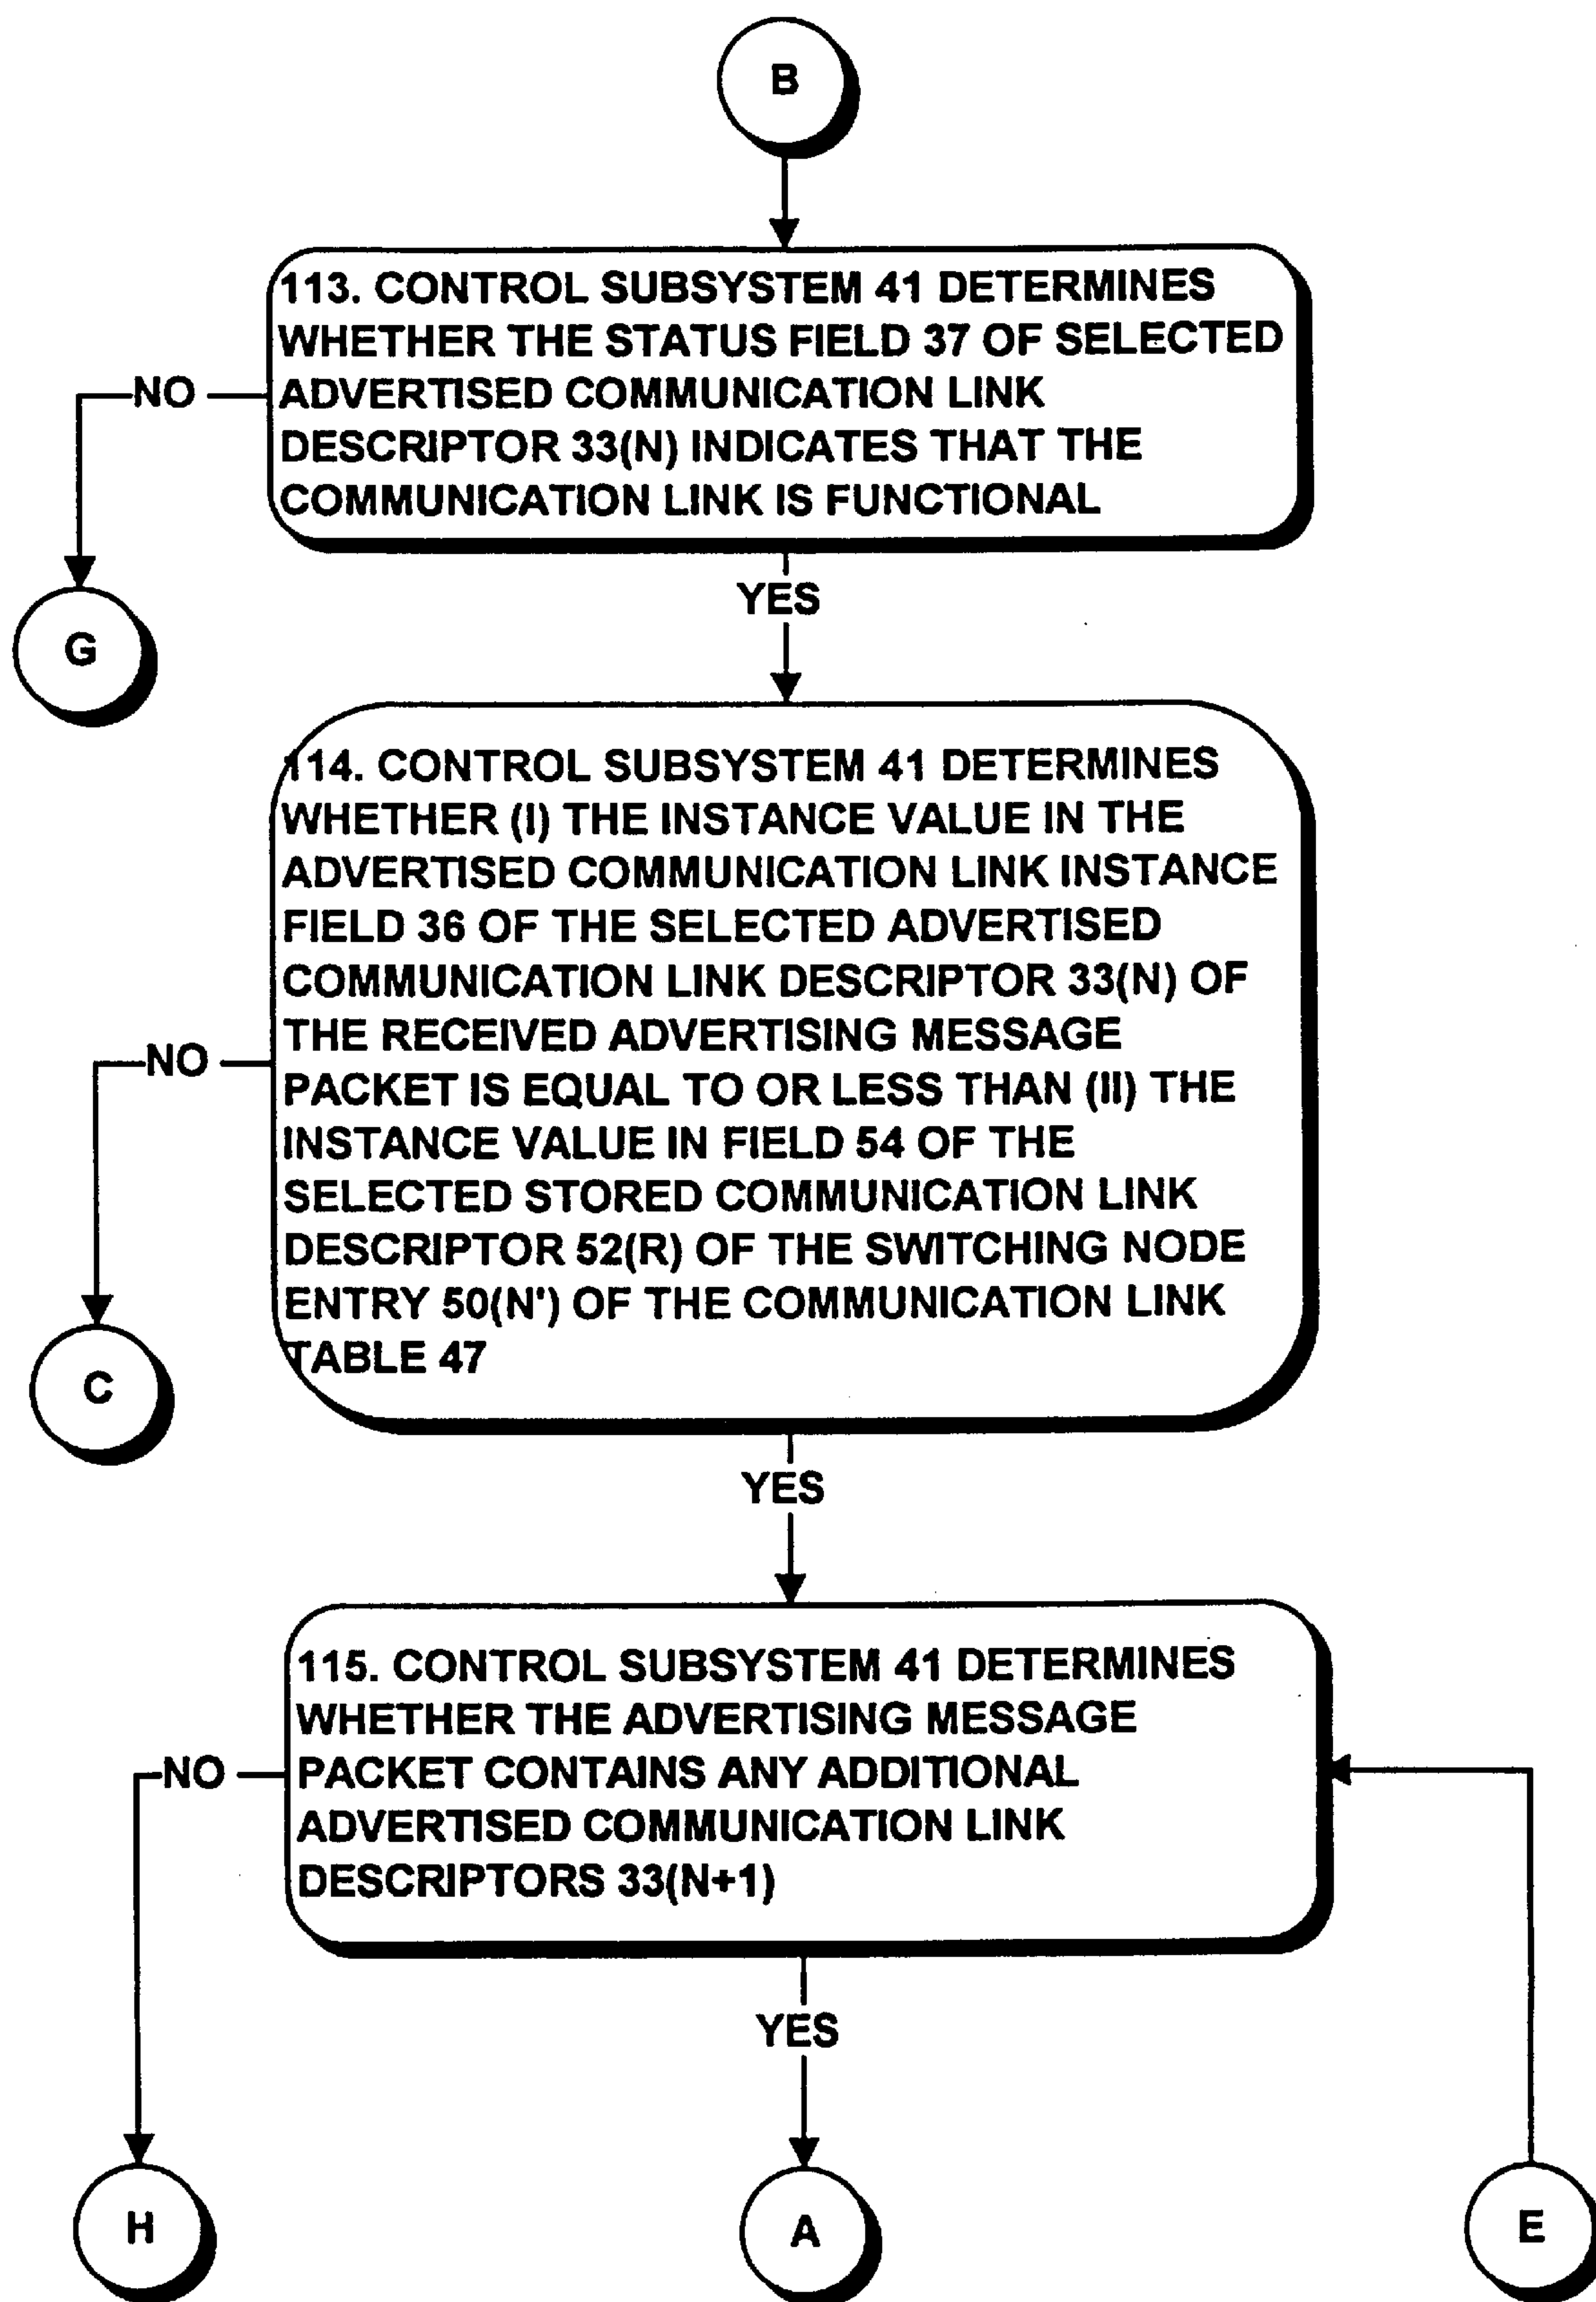 B
113. CONTROL SUBSYSTEM 41 DETERMINES
WHETHER THE STATUS FIELD 37 OF SELECTED
ADVERTISED COMMUNICATION LINK
DESCRIPTOR 33(N) INDICATES THAT THE
COMMUNICATION LINK IS FUNCTIONAL
NO
YES
G
114. CONTROL SUBSYSTEM 41 DETERMINES
WHETHER (I) THE INSTANCE VALUE IN THE
ADVERTISED COMMUNICATION LINK INSTANCE
FIELD 36 OF THE SELECTED ADVERTISED
COMMUNICATION LINK DESCRIPTOR 33(N) OF
THE RECEIVED ADVERTISING MESSAGE
PACKET IS EQUAL TO OR LESS THAN (II) THE
INSTANCE VALUE IN FIELD 54 OF THE
SELECTED STORED COMMUNICATION LINK
DESCRIPTOR 52(R) OF THE SWITCHING NODE
ENTRY 50(N') OF THE COMMUNICATION LINK
TABLE 47
NO
C
YES
115. CONTROL SUBSYSTEM 41 DETERMINES
WHETHER THE ADVERTISING MESSAGE
PACKET CONTAINS ANY ADDITIONAL
ADVERTISED COMMUNICATION LINK
DESCRIPTORS 33(N+1)
NO
YES
H
A
E